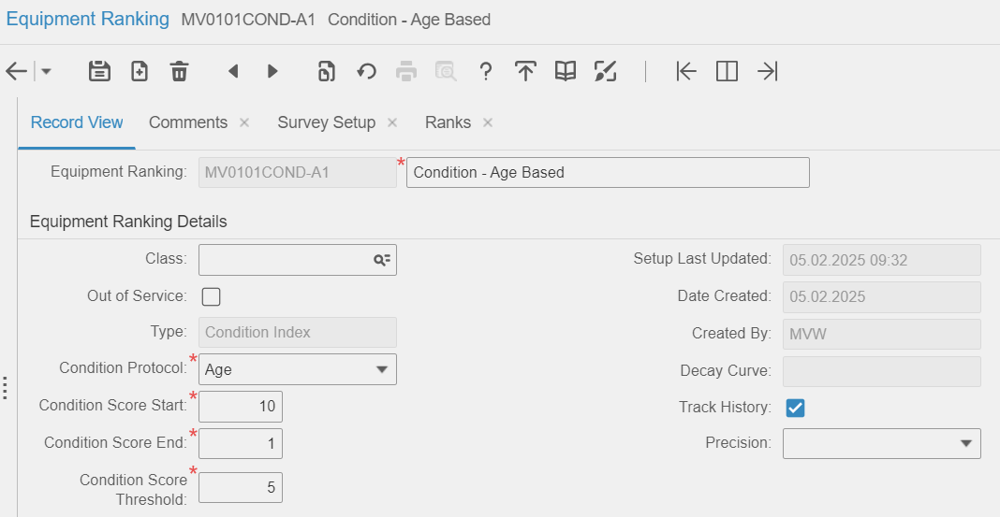 Equipment Ranking MV0101COND-A1 Condition - Age Based
Record View Comments × Survey Setup × Ranks ×
Equipment Ranking: MV0101COND-A1 * Condition - Age Based
Equipment Ranking Details
Class:
Out of Service:
Type: Condition Index
Condition Protocol: * Age
Condition Score Start: * 10
Condition Score End: * 1
Condition Score
Threshold: * 5
Setup Last Updated: 05.02.2025 09:32
Date Created: 05.02.2025
Created By: MVW
Decay Curve:
Track History:
Precision: